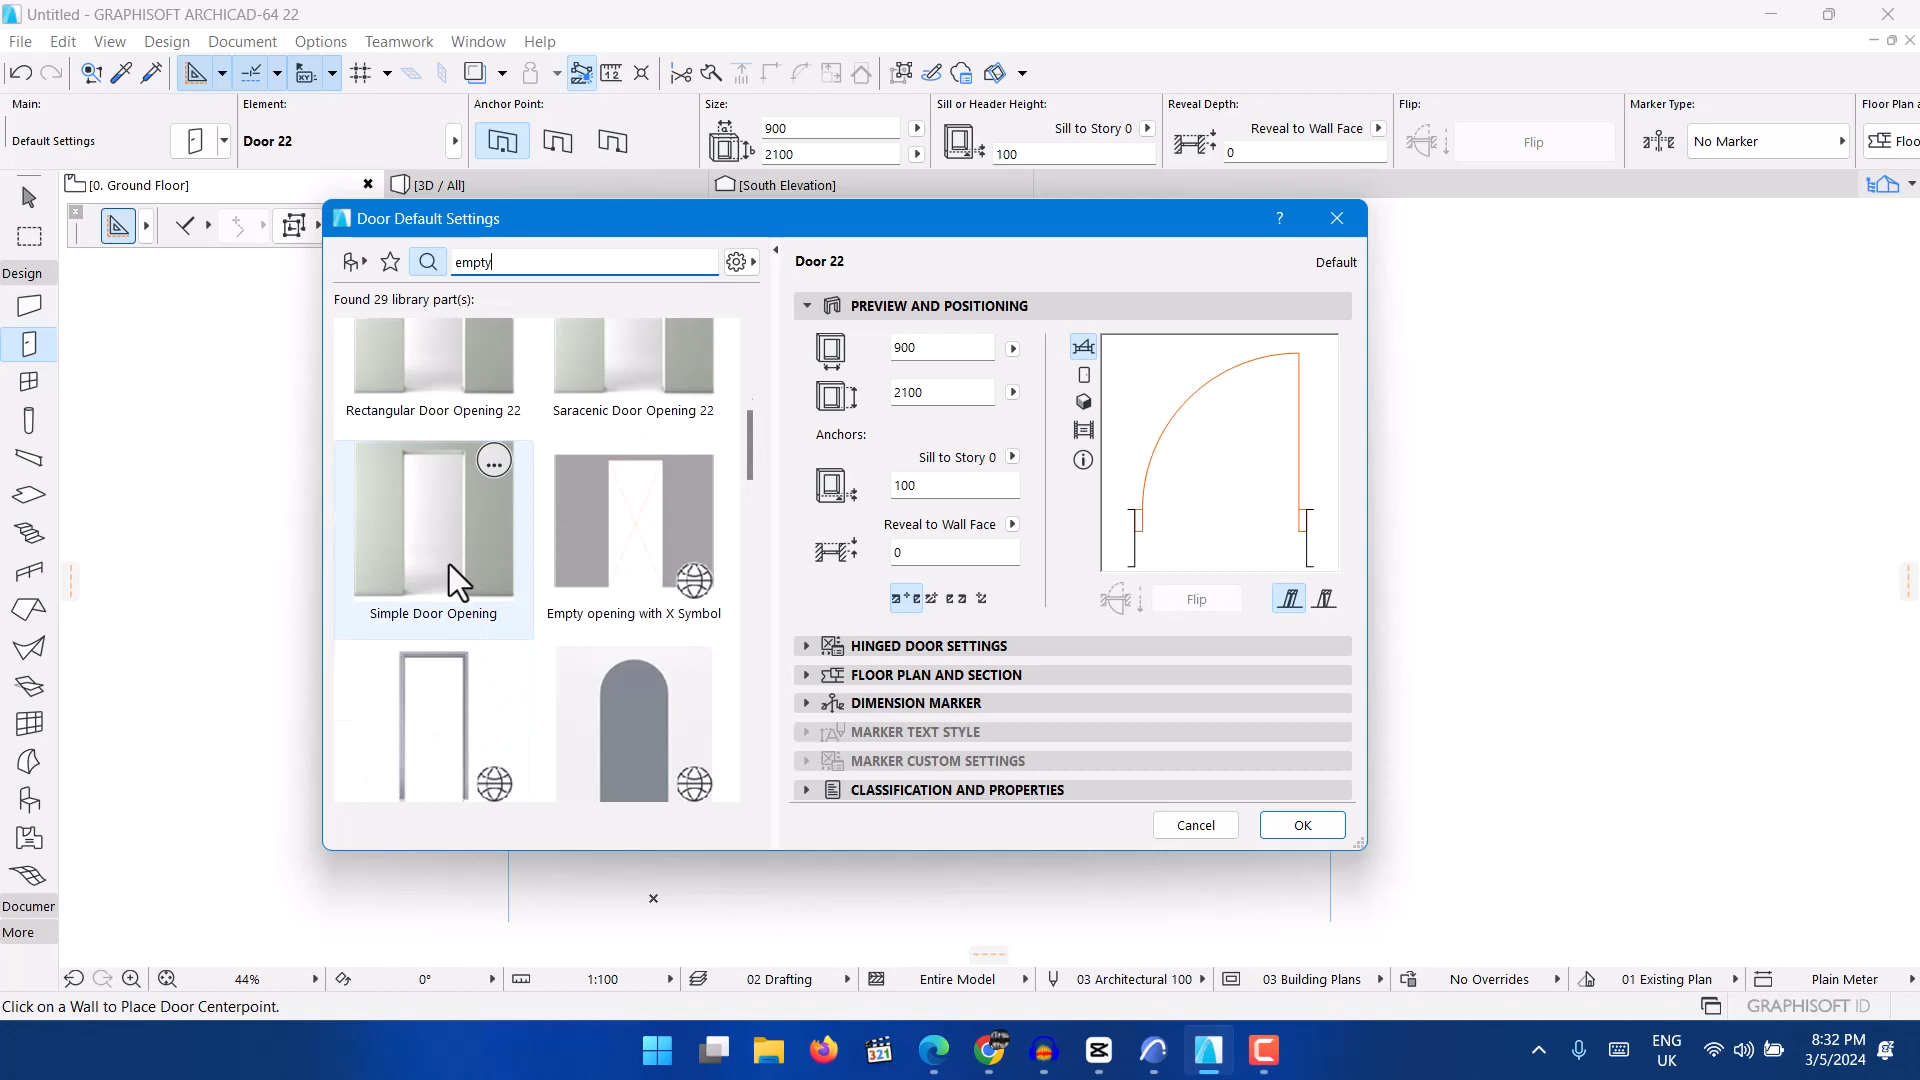 Untitled - GRAPHISOFT ARCHICAD-64 22
File Edit View Design Document Options Teamwork Window Help
Main: Element: Anchor Point: Size: Sill or Header Height: Reveal Depth: Flip: Marker Type: Floor Plan a
Default Settings Door 22 900 2100 Sill to Story 0 100 Reveal to Wall Face 0 Flip No Marker Floo
[0. Ground Floor] [3D / All] [South Elevation]
Design
Documen
More
Door Default Settings
empty
Found 29 library part(s):
Rectangular Door Opening 22 Saracenic Door Opening 22
Simple Door Opening Empty opening with X Symbol
Door 22 Default
PREVIEW AND POSITIONING
900
2100
Anchors:
Sill to Story 0
100
Reveal to Wall Face
0
Flip
HINGED DOOR SETTINGS
FLOOR PLAN AND SECTION
DIMENSION MARKER
MARKER TEXT STYLE
MARKER CUSTOM SETTINGS
CLASSIFICATION AND PROPERTIES
Cancel OK
44% 0° 1:100 02 Drafting Entire Model 03 Architectural 100 03 Building Plans No Overrides 01 Existing Plan Plain Meter
Click on a Wall to Place Door Centerpoint. GRAPHISOFT ID
321
ENG
UK
8:32 PM
3/5/2024